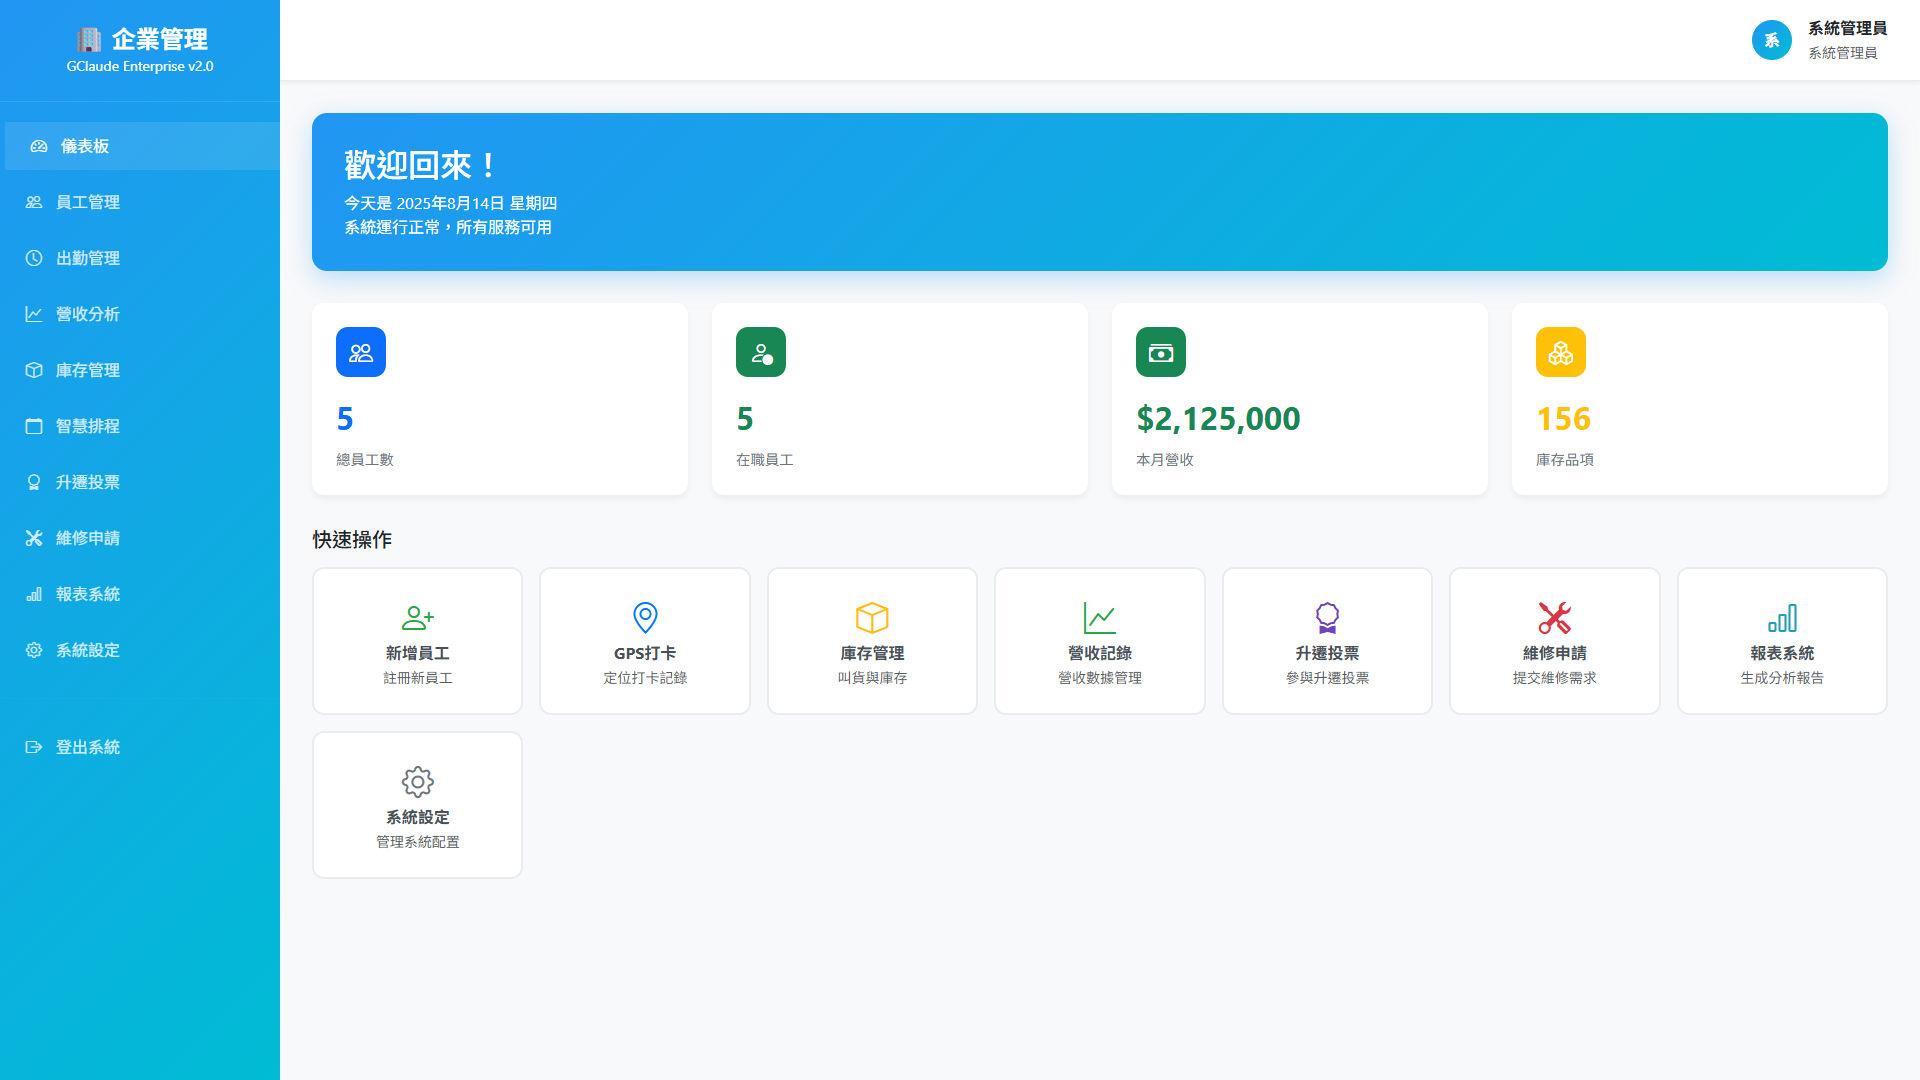 企業管理
GClaude Enterprise v2.0
儀表板
員工管理
出勤管理
營收分析
庫存管理
智慧排程
升遷投票
維修申請
報表系統
系統設定
登出系統
系
系統管理員
系統管理員
歡迎回來！
今天是 2025年8月14日 星期四
系統運行正常，所有服務可用
5
總員工數
5
在職員工
$2,125,000
本月營收
156
庫存品項
快速操作
新增員工
註冊新員工
GPS打卡
定位打卡記錄
庫存管理
叫貨與庫存
營收記錄
營收數據管理
升遷投票
參與升遷投票
維修申請
提交維修需求
報表系統
生成分析報告
系統設定
管理系統配置